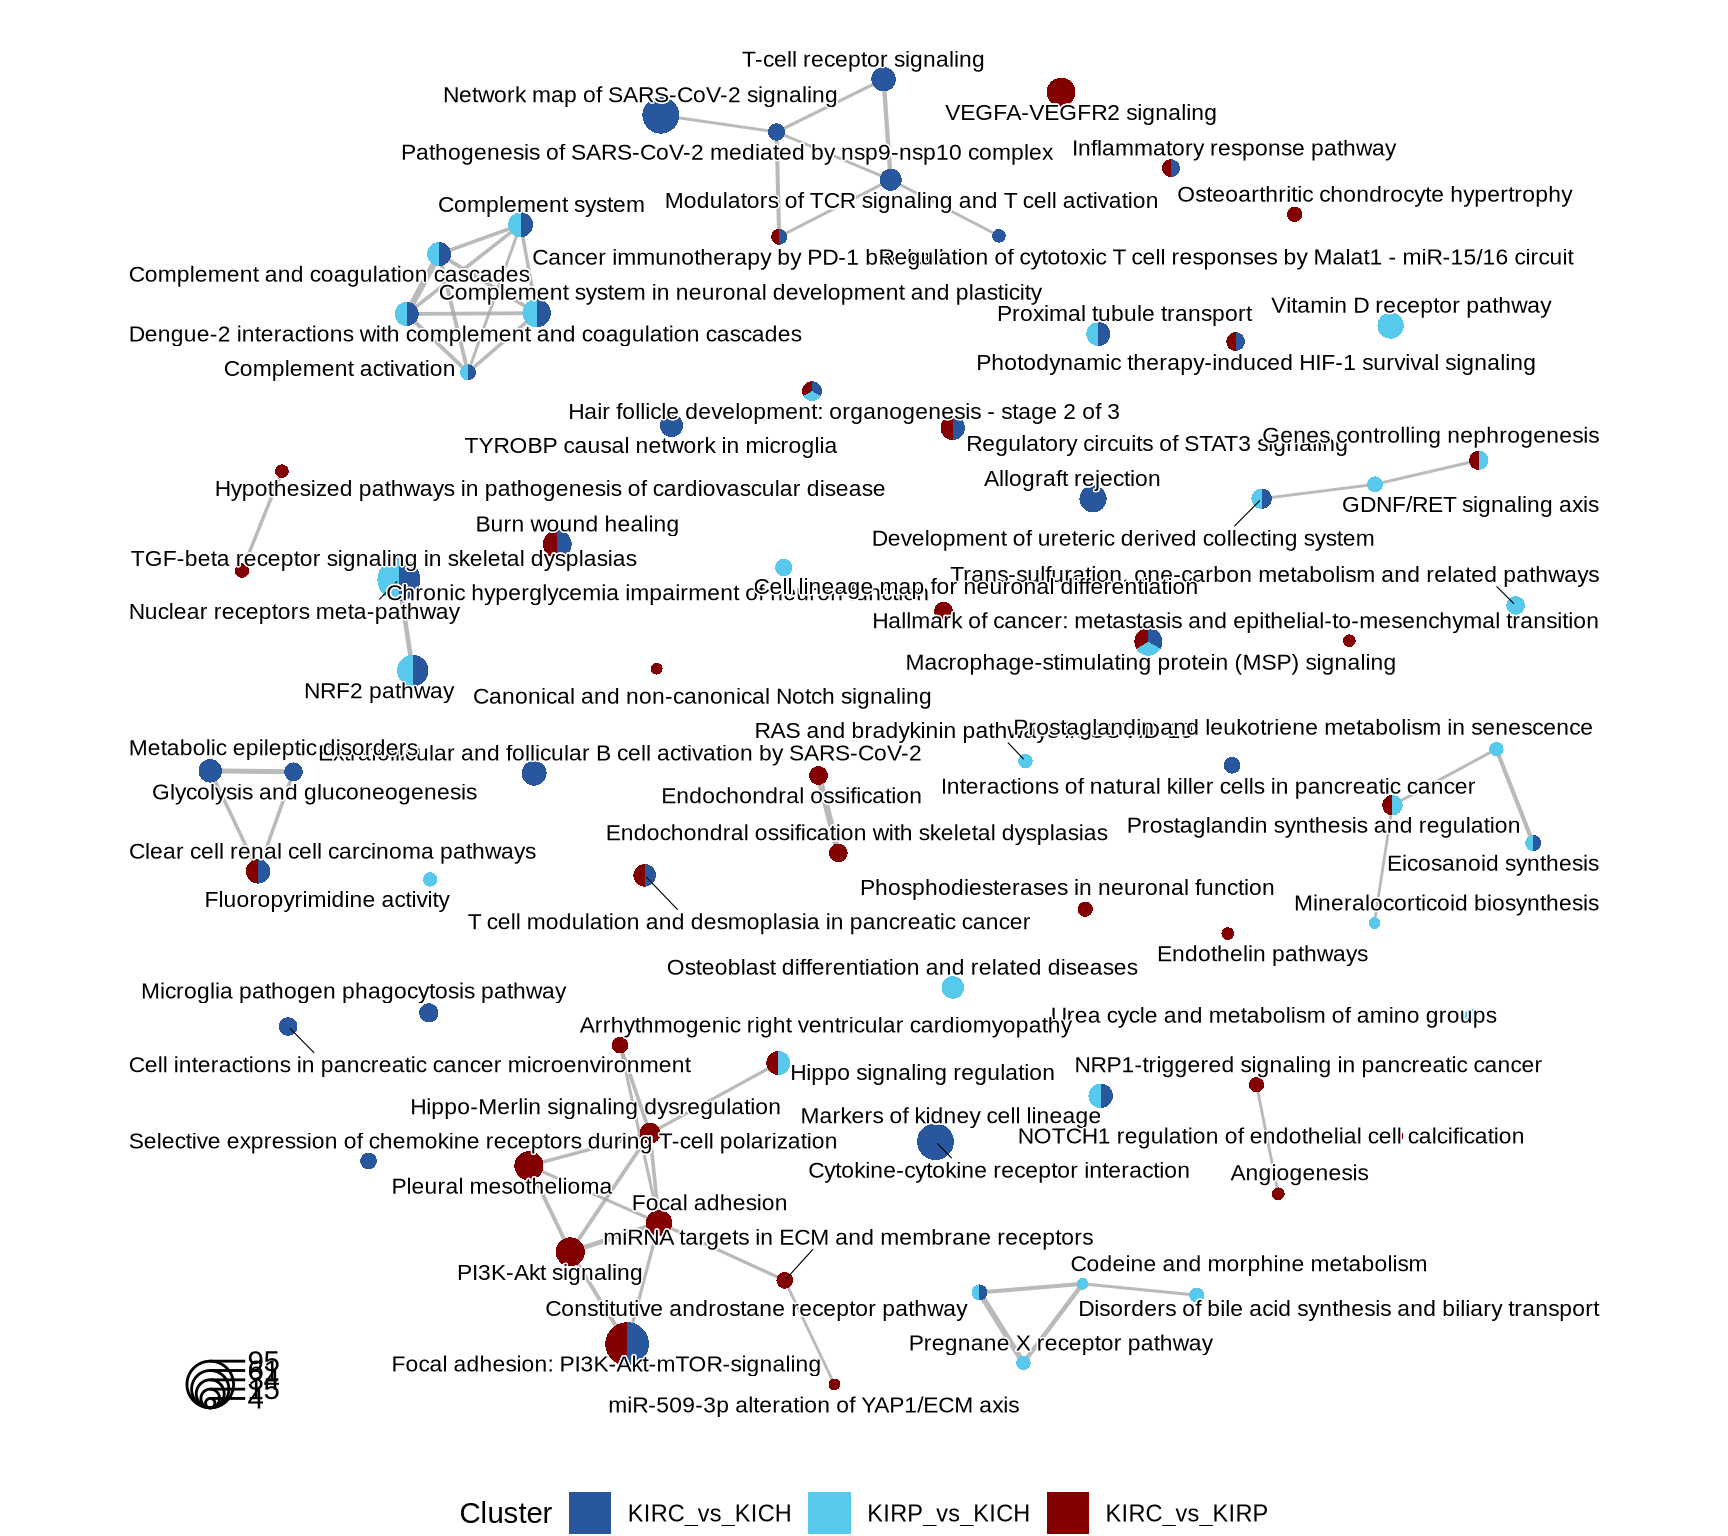 T-cell receptor signaling
Network map of SARS-CoV-2 signaling
VEGFA-VEGFR2 signaling
Pathogenesis of SARS-CoV-2 mediated by nsp9-nsp10 complex
Inflammatory response pathway
Osteoarthritic chondrocyte hypertrophy
Modulators of TCR signaling and T cell activation
Complement system
Cancer immunotherapy by PD-1
Regulation of cytotoxic T cell responses by Malat1 - miR-15/16 circuit
Complement and coagulation cascades
Complement system in neuronal development and plasticity
Proximal tubule transport
Vitamin D receptor pathway
Dengue-2 interactions with complement and coagulation cascades
Photodynamic therapy-induced HIF-1 survival signaling
Complement activation
Hair follicle development: organogenesis - stage 2 of 3
TYROBP causal network in microglia
Regulatory circuits of STAT3 signaling
Genes controlling nephrogenesis
Allograft rejection
Hypothesized pathways in pathogenesis of cardiovascular disease
GDNF/RET signaling axis
Burn wound healing
Development of ureteric derived collecting system
TGF-beta receptor signaling in skeletal dysplasias
Trans-sulfuration, one-carbon metabolism and related pathways
Chronic hyperglycemia impairment of neuron function
Cell lineage map for neuronal differentiation
Nuclear receptors meta-pathway
Hallmark of cancer: metastasis and epithelial-to-mesenchymal transition
Macrophage-stimulating protein (MSP) signaling
NRF2 pathway
Canonical and non-canonical Notch signaling
RAS and bradykinin pathways in
Prostaglandin and leukotriene metabolism in senescence
Metabolic epileptic disorders
Extrafollicular and follicular B cell activation by SARS-CoV-2
Glycolysis and gluconeogenesis
Endochondral ossification
Interactions of natural killer cells in pancreatic cancer
Endochondral ossification with skeletal dysplasias
Prostaglandin synthesis and regulation
Clear cell renal cell carcinoma pathways
Eicosanoid synthesis
Fluoropyrimidine activity
Phosphodiesterases in neuronal function
Mineralocorticoid biosynthesis
T cell modulation and desmoplasia in pancreatic cancer
Endothelin pathways
Osteoblast differentiation and related diseases
Microglia pathogen phagocytosis pathway
Urea cycle and metabolism of amino groups
Arrhythmogenic right ventricular cardiomyopathy
Cell interactions in pancreatic cancer microenvironment
Hippo signaling regulation
NRP1-triggered signaling in pancreatic cancer
Hippo-Merlin signaling dysregulation
Markers of kidney cell lineage
Selective expression of chemokine receptors during T-cell polarization
NOTCH1 regulation of endothelial cell calcification
Cytokine-cytokine receptor interaction
Angiogenesis
Pleural mesothelioma
Focal adhesion
miRNA targets in ECM and membrane receptors
PI3K-Akt signaling
Codeine and morphine metabolism
Constitutive androstane receptor pathway
Disorders of bile acid synthesis and biliary transport
Pregnane X receptor pathway
Focal adhesion: PI3K-Akt-mTOR-signaling
miR-509-3p alteration of YAP1/ECM axis
95
15
4
Cluster KIRC_vs_KICH KIRP_vs_KICH KIRC_vs_KIRP